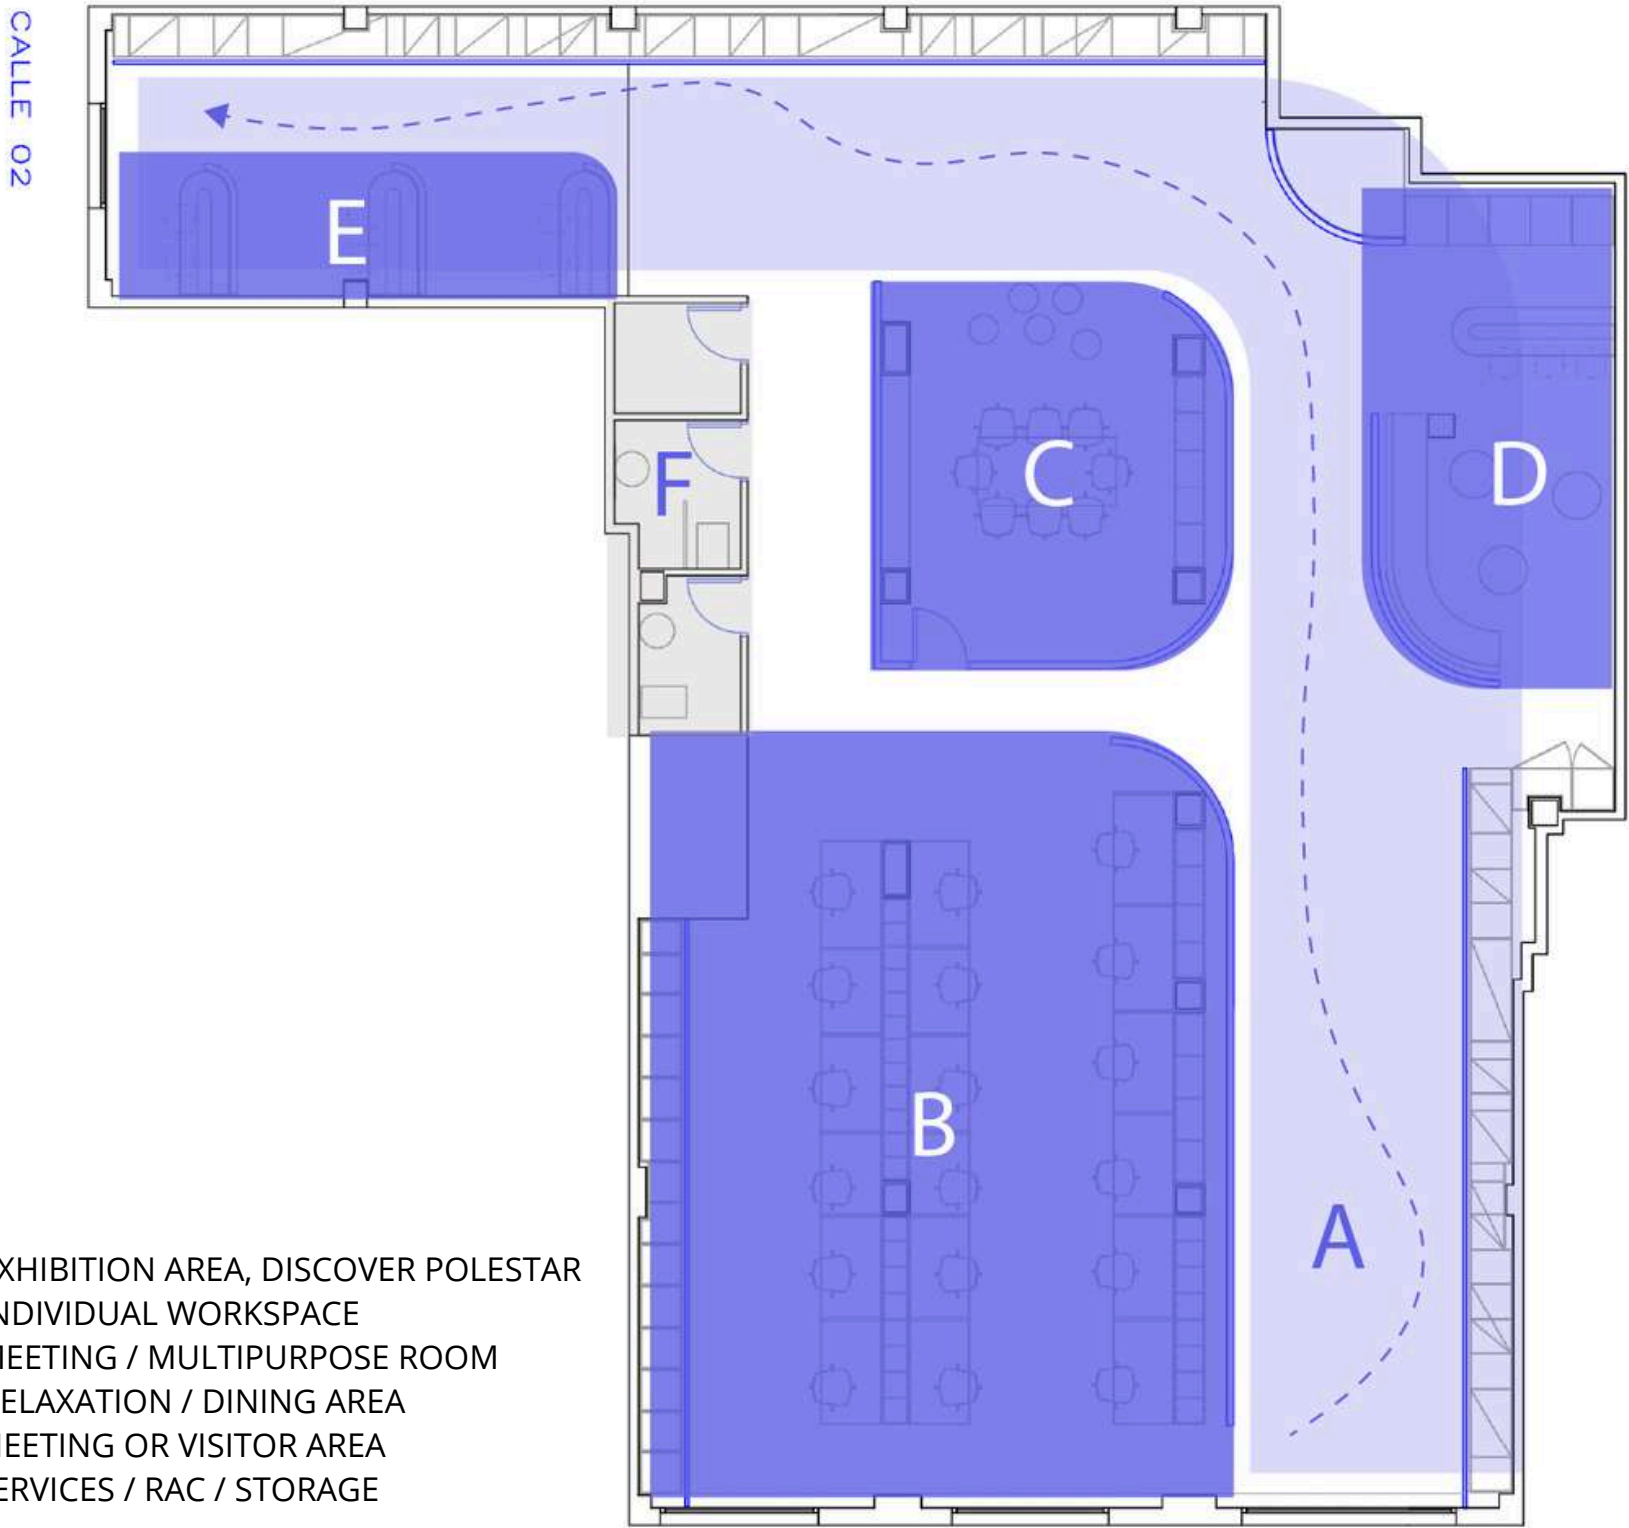 CALLE 02
E
F
C
D
B
A
XHIBITION AREA, DISCOVER POLESTAR
NDIVIDUAL WORKSPACE
EETING / MULTIPURPOSE ROOM
ELAXATION / DINING AREA
EETING OR VISITOR AREA
ERVICES / RAC / STORAGE